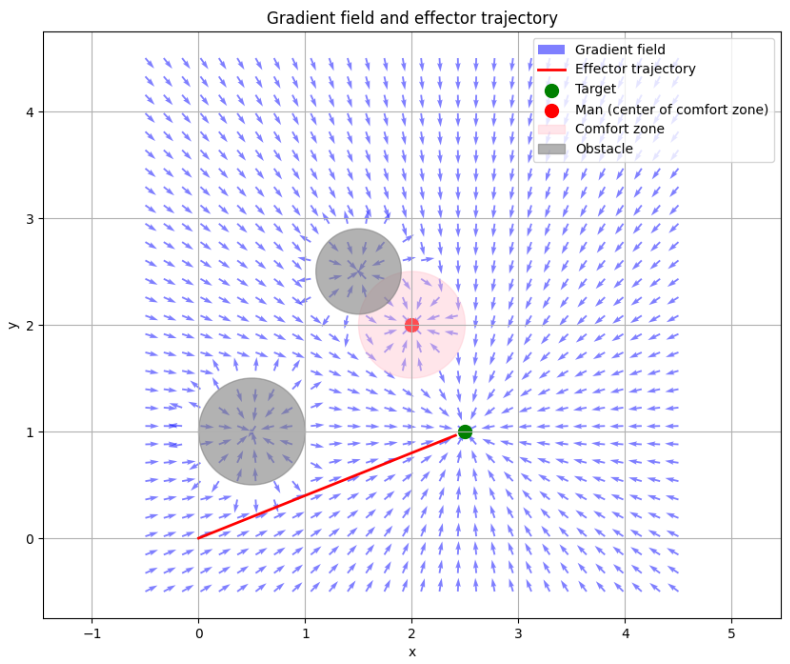 Gradient field and effector trajectory
Gradient field
Effector trajectory
Target
Man (center of comfort zone)
Comfort zone
Obstacle
4
3
2
1
0
y
−1
0
1
2
3
4
5
x